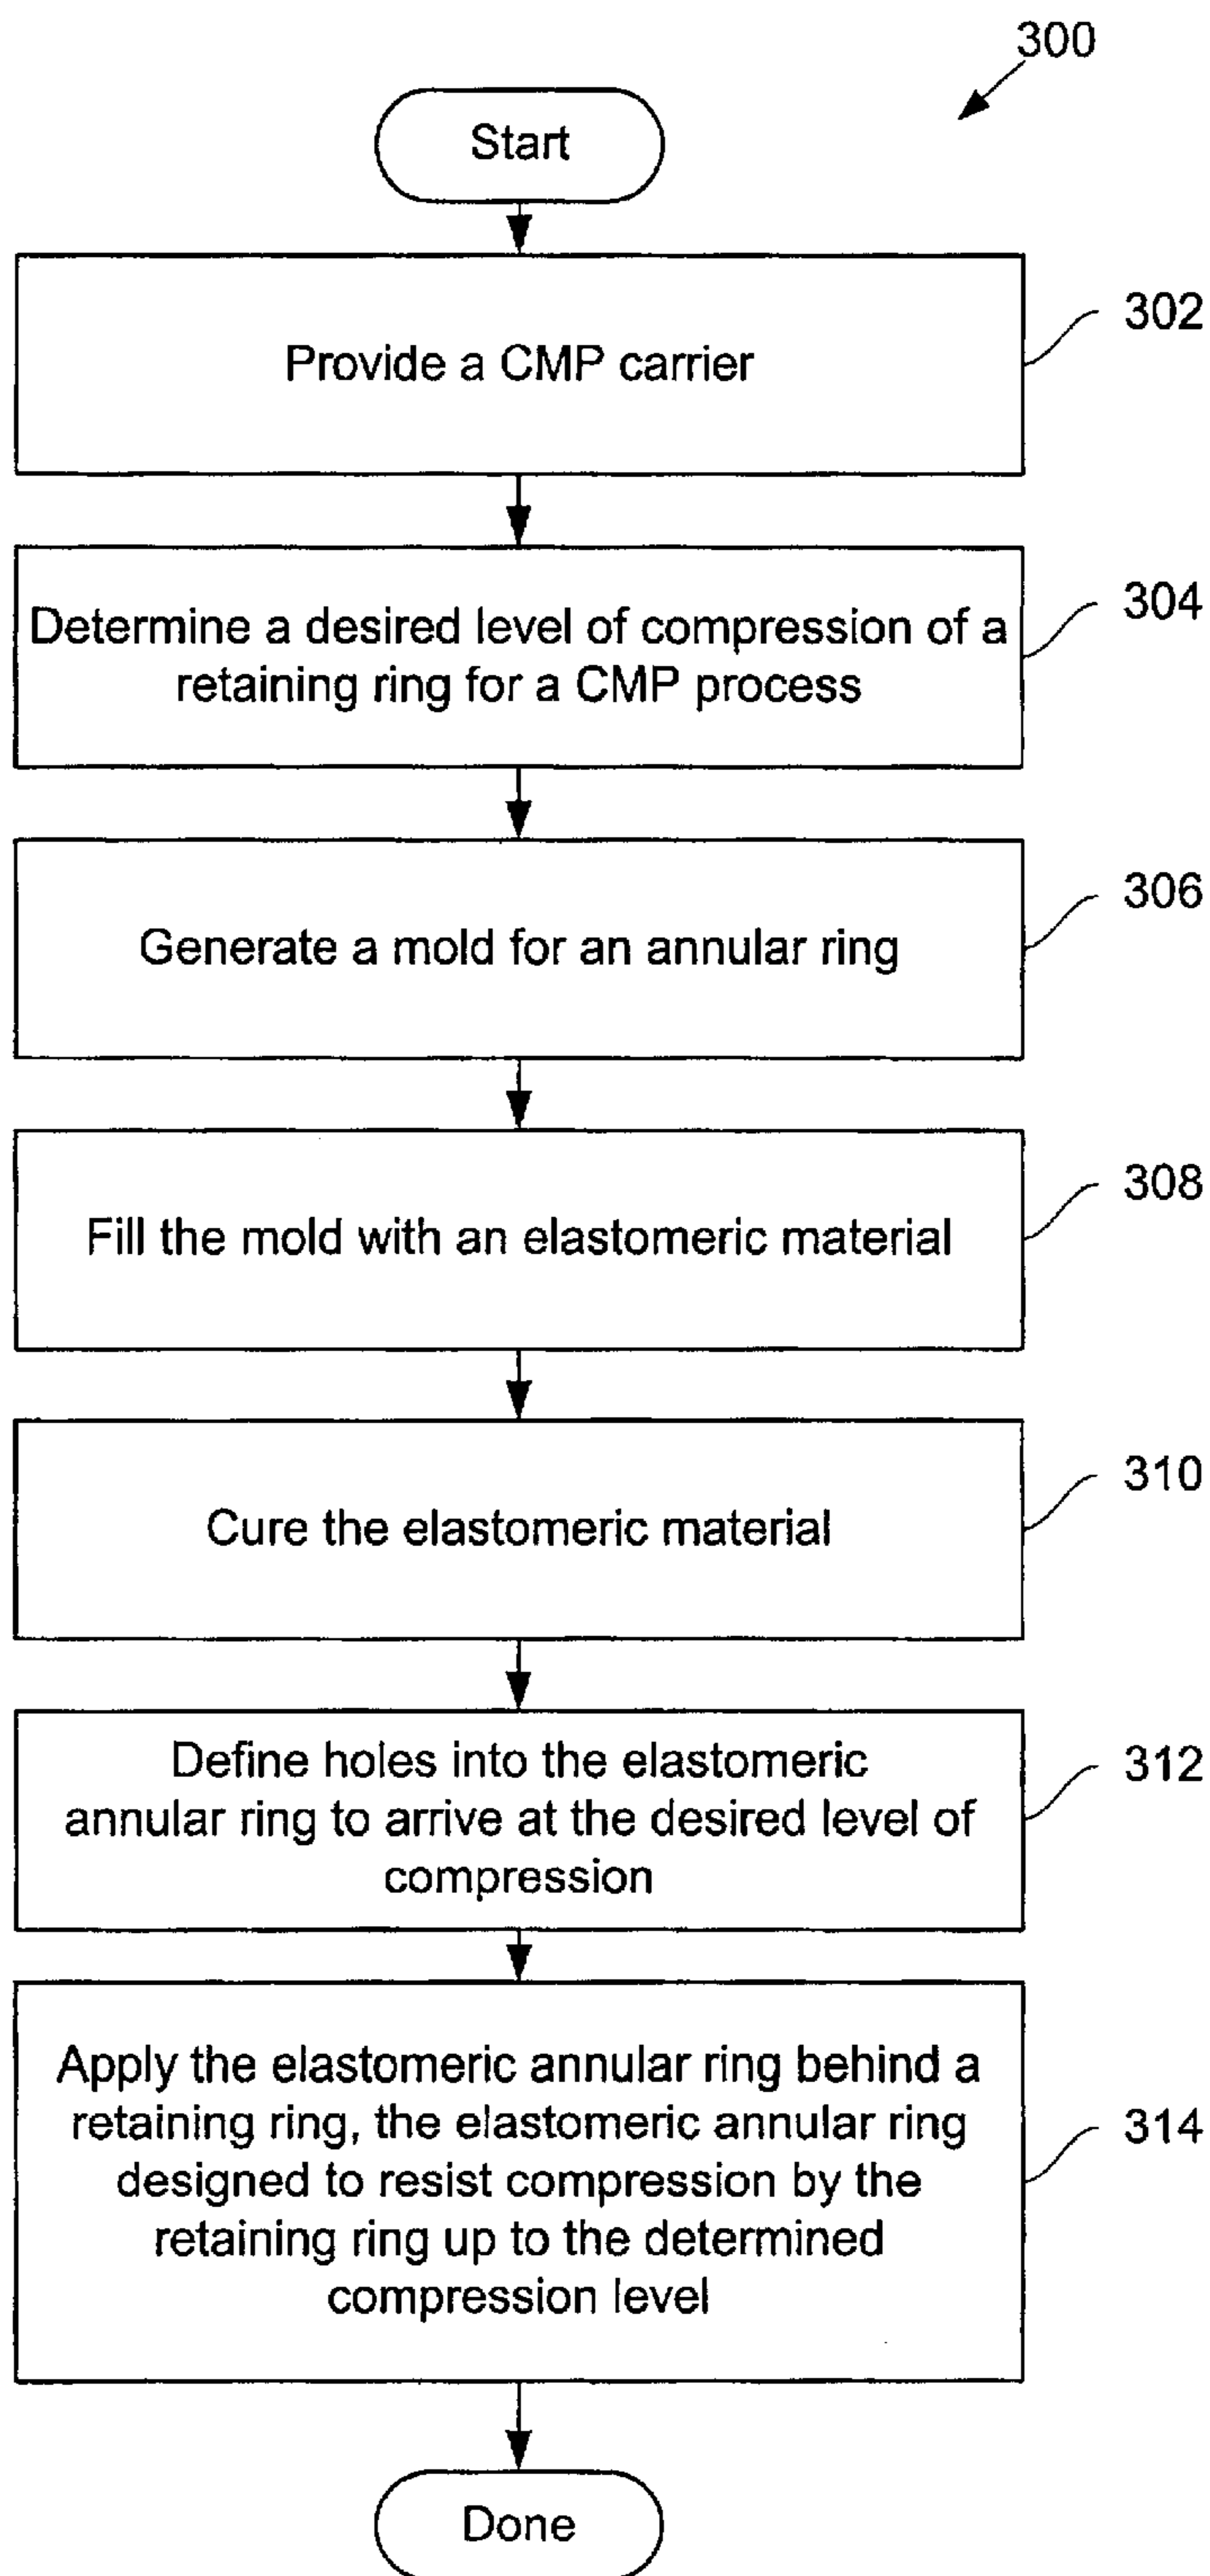 300
Start
Provide a CMP carrier
302
Determine a desired level of compression of a
retaining ring for a CMP process
304
Generate a mold for an annular ring
306
Fill the mold with an elastomeric material
308
Cure the elastomeric material
310
Define holes into the elastomeric
annular ring to arrive at the desired level of
compression
312
Apply the elastomeric annular ring behind a
retaining ring, the elastomeric annular ring
designed to resist compression by the
retaining ring up to the determined
compression level
314
Done